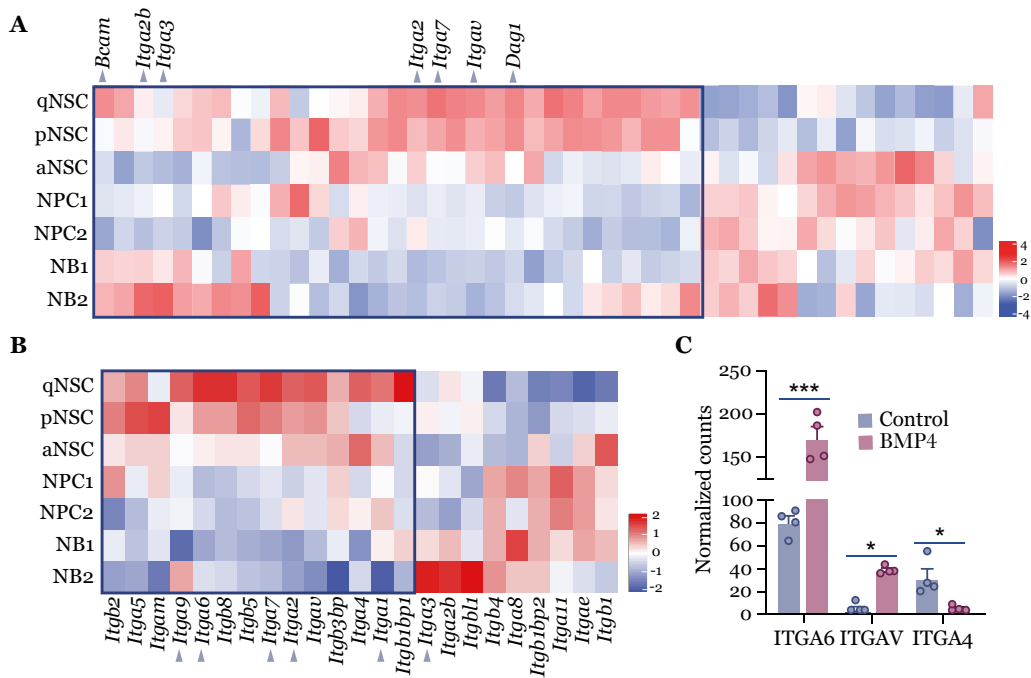 A
Bcam
Itga2b
Itga3
Itga2
Itga7
Itgav
Dag1
qNSC
pNSC
aNSC
NPC1
NPC2
NB1
NB2
4
2
0
-2
-4
B
qNSC
pNSC
aNSC
NPC1
NPC2
NB1
NB2
Itgb2
Itga5
Itgam
Itga9
Itga6
Itgb8
Itgb5
Itga7
Itga2
Itgav
Itgb3bp
Itga4
Itga1
Itgb1bp1
Itga3
Itga2b
Itgbl1
Itgb4
Itga8
Itgb1bp2
Itga11
Itgae
Itgb1
2
1
0
-1
-2
C
Normalized counts
250
200
150
100
80
60
40
20
0
***
*
*
Control
BMP4
ITGA6 ITGAV ITGA4